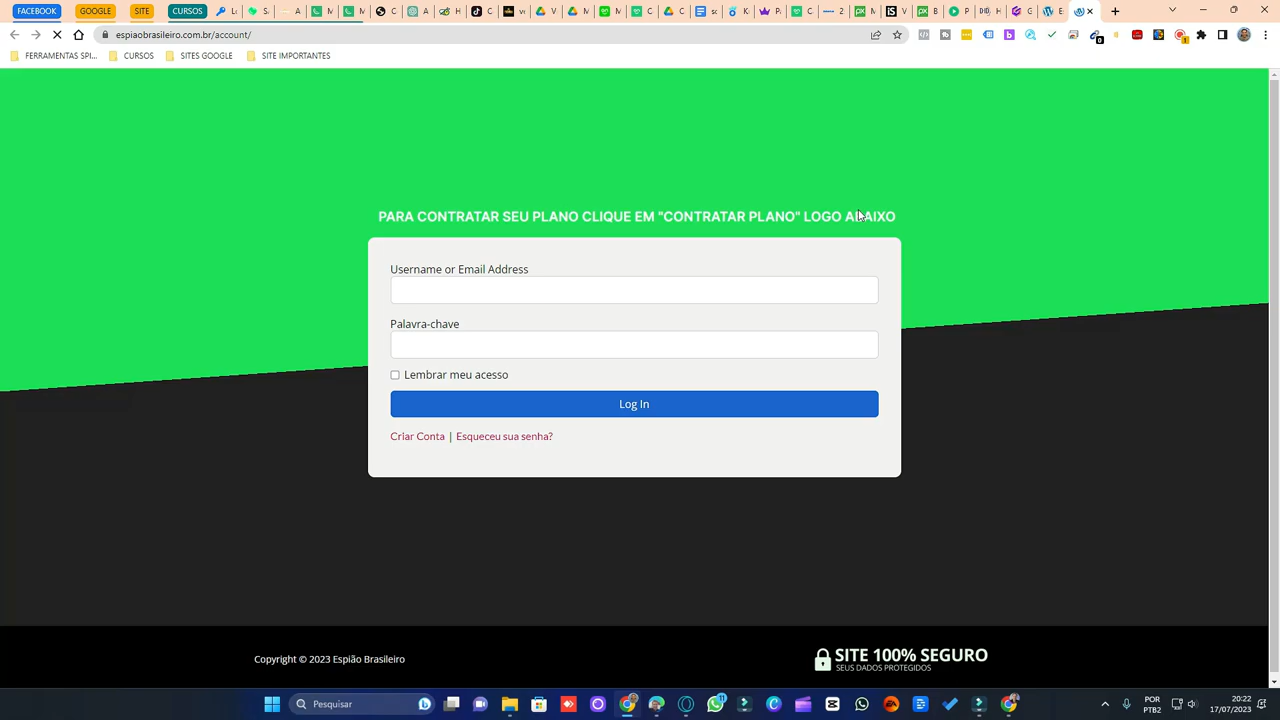 FACEBOOK GOOGLE SITE CURSOS
espiaobrasileiro.com.br/account/
FERRAMENTAS SPI... CURSOS SITES GOOGLE SITE IMPORTANTES
PARA CONTRATAR SEU PLANO CLIQUE EM "CONTRATAR PLANO" LOGO ABAIXO
Username or Email Address
Palavra-chave
Lembrar meu acesso
Log In
Criar Conta | Esqueceu sua senha?
Copyright © 2023 Espião Brasileiro
SITE 100% SEGURO
SEUS DADOS PROTEGIDOS
Pesquisar
POR
PTB2
20:22
17/07/2023